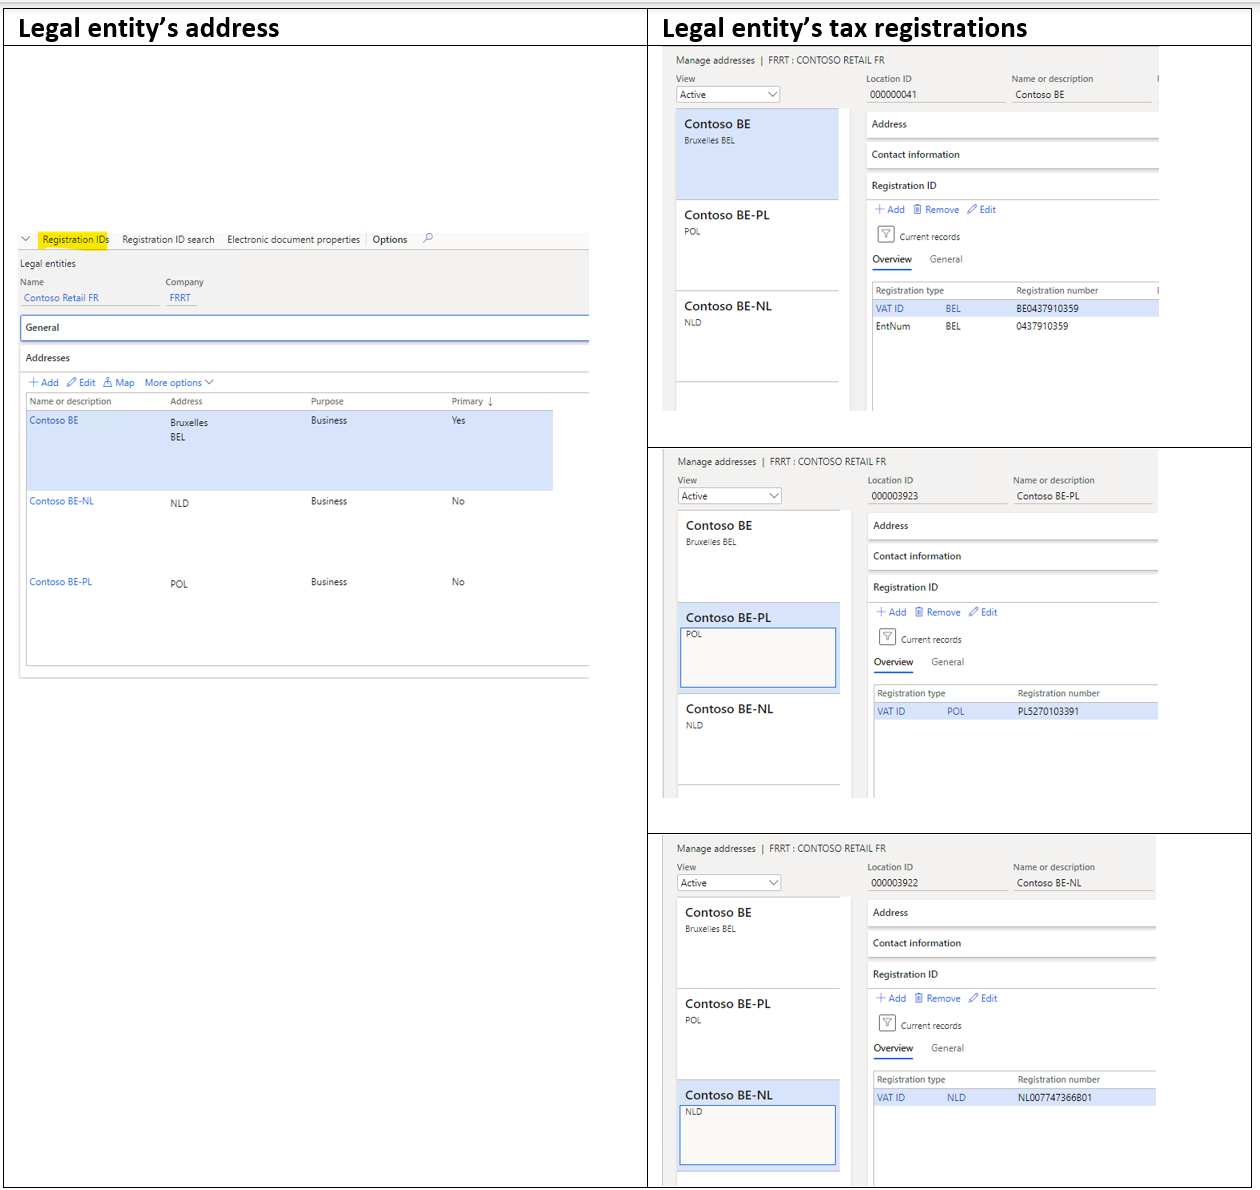 Legal entity’s address
Registration IDs Registration ID search Electronic document properties Options
Legal entities
Name Company
Contoso Retail FR FRRT
General
Addresses
Add Edit Map More options
Name or description Address Purpose Primary ↓
Contoso BE Bruxelles Business Yes
BEL
Contoso BE-NL NLD Business No
Contoso BE-PL POL Business No
Legal entity’s tax registrations
Manage addresses | FRRT : CONTOSO RETAIL FR
View Location ID Name or description
Active 000000041 Contoso BE
Contoso BE
Bruxelles BEL
Contoso BE-PL
POL
Contoso BE-NL
NLD
Address
Contact information
Registration ID
Add Remove Edit
Current records
Overview General
Registration type Registration number
VAT ID BEL BE0437910359
EntNum BEL 0437910359
Manage addresses | FRRT : CONTOSO RETAIL FR
View Location ID Name or description
Active 000003923 Contoso BE-PL
Contoso BE
Bruxelles BEL
Contoso BE-PL
POL
Contoso BE-NL
NLD
Address
Contact information
Registration ID
Add Remove Edit
Current records
Overview General
Registration type Registration number
VAT ID POL PL5270103391
Manage addresses | FRRT : CONTOSO RETAIL FR
View Location ID Name or description
Active 000003922 Contoso BE-NL
Contoso BE
Bruxelles BEL
Contoso BE-PL
POL
Contoso BE-NL
NLD
Address
Contact information
Registration ID
Add Remove Edit
Current records
Overview General
Registration type Registration number
VAT ID NLD NL007747366B01